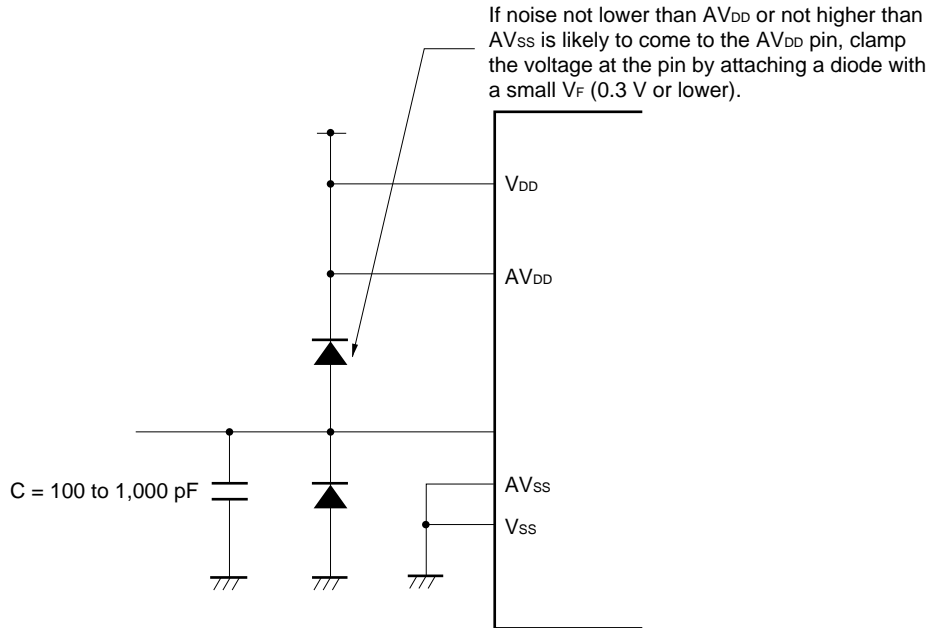 If noise not lower than AVDD or not higher than
AVSS is likely to come to the AVDD pin, clamp
the voltage at the pin by attaching a diode with
a small VF (0.3 V or lower).
VDD
AVDD
C = 100 to 1,000 pF
AVSS
VSS